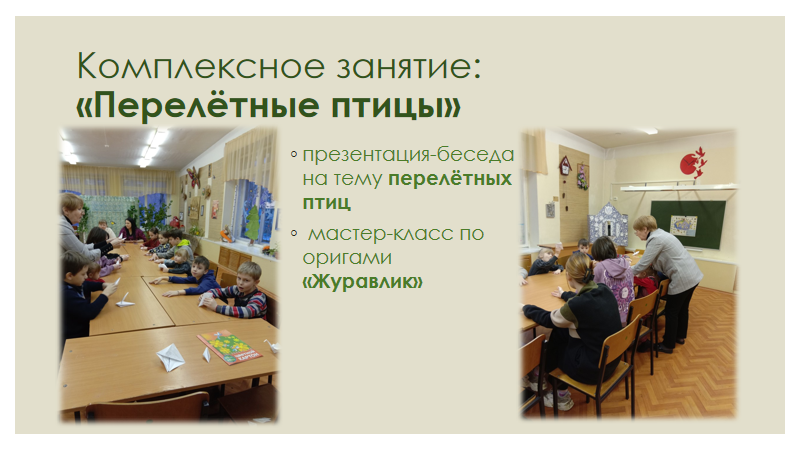 Комплексное занятие:
«Перелётные птицы»
◦ презентация-беседа
на тему перелётных
птиц
◦ мастер-класс по
оригами
«Журавлик»